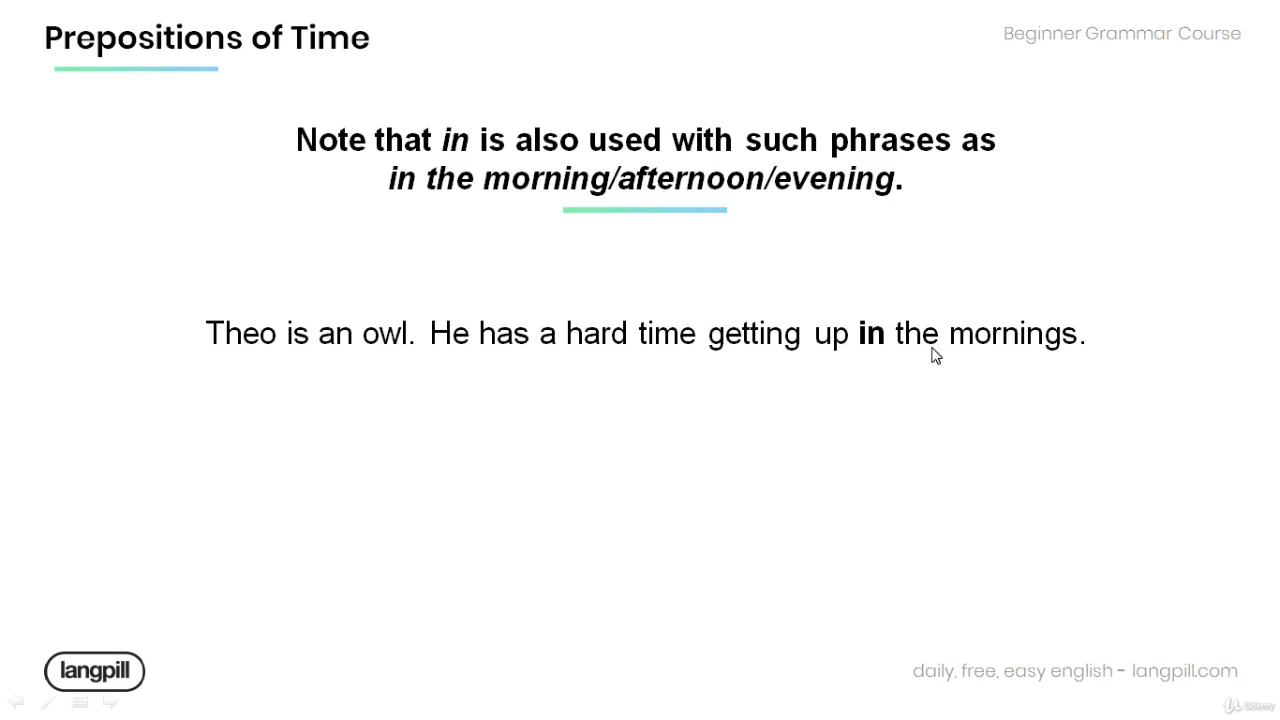 Prepositions of Time
Beginner Grammar Course
Note that in is also used with such phrases as
in the morning/afternoon/evening.
Theo is an owl. He has a hard time getting up in the mornings.
langpill
daily, free, easy english - langpill.com
Udemy